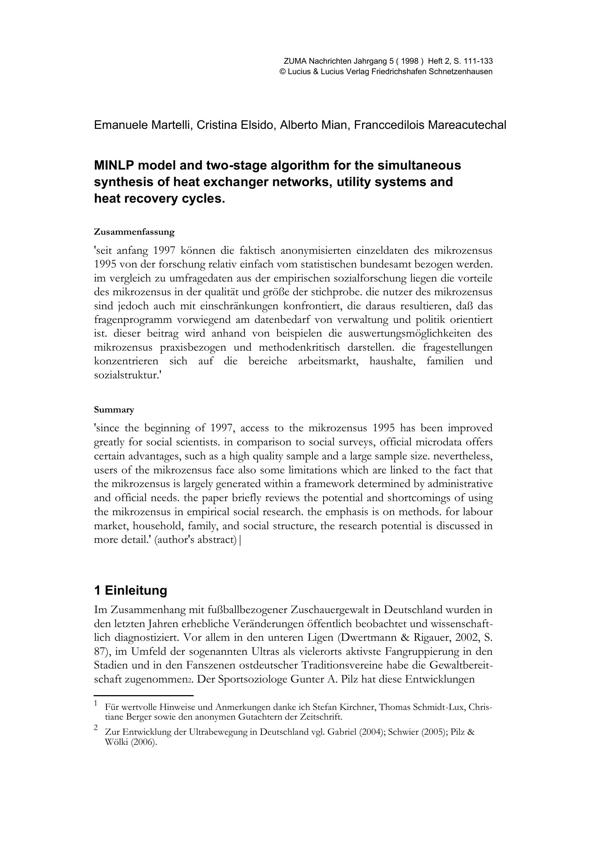 ZUMA Nachrichten Jahrgang 5 ( 1998 ) Heft 2, S. 111-133
© Lucius & Lucius Verlag Friedrichshafen Schnetzenhausen
Emanuele Martelli, Cristina Elsido, Alberto Mian, Franccedilois Mareacutechal
MINLP model and two-stage algorithm for the simultaneous
synthesis of heat exchanger networks, utility systems and
heat recovery cycles.
Zusammenfassung
'seit anfang 1997 können die faktisch anonymisierten einzeldaten des mikrozensus
1995 von der forschung relativ einfach vom statistischen bundesamt bezogen werden.
im vergleich zu umfragedaten aus der empirischen sozialforschung liegen die vorteile
des mikrozensus in der qualität und größe der stichprobe. die nutzer des mikrozensus
sind jedoch auch mit einschränkungen konfrontiert, die daraus resultieren, daß das
fragenprogramm vorwiegend am datenbedarf von verwaltung und politik orientiert
ist. dieser beitrag wird anhand von beispielen die auswertungsmöglichkeiten des
mikrozensus praxisbezogen und methodenkritisch darstellen. die fragestellungen
konzentrieren sich auf die bereiche arbeitsmarkt, haushalte, familien und
sozialstruktur.'
Summary
'since the beginning of 1997, access to the mikrozensus 1995 has been improved
greatly for social scientists. in comparison to social surveys, official microdata offers
certain advantages, such as a high quality sample and a large sample size. nevertheless,
users of the mikrozensus face also some limitations which are linked to the fact that
the mikrozensus is largely generated within a framework determined by administrative
and official needs. the paper briefly reviews the potential and shortcomings of using
the mikrozensus in empirical social research. the emphasis is on methods. for labour
market, household, family, and social structure, the research potential is discussed in
more detail.' (author's abstract)|
1 Einleitung
Im Zusammenhang mit fußballbezogener Zuschauergewalt in Deutschland wurden in
den letzten Jahren erhebliche Veränderungen öffentlich beobachtet und wissenschaft-
lich diagnostiziert. Vor allem in den unteren Ligen (Dwertmann & Rigauer, 2002, S.
87), im Umfeld der sogenannten Ultras als vielerorts aktivste Fangruppierung in den
Stadien und in den Fanszenen ostdeutscher Traditionsvereine habe die Gewaltbereit-
schaft zugenommen2. Der Sportsoziologe Gunter A. Pilz hat diese Entwicklungen
1 Für wertvolle Hinweise und Anmerkungen danke ich Stefan Kirchner, Thomas Schmidt-Lux, Chris-
tiane Berger sowie den anonymen Gutachtern der Zeitschrift.
2 Zur Entwicklung der Ultrabewegung in Deutschland vgl. Gabriel (2004); Schwier (2005); Pilz &
Wölki (2006).